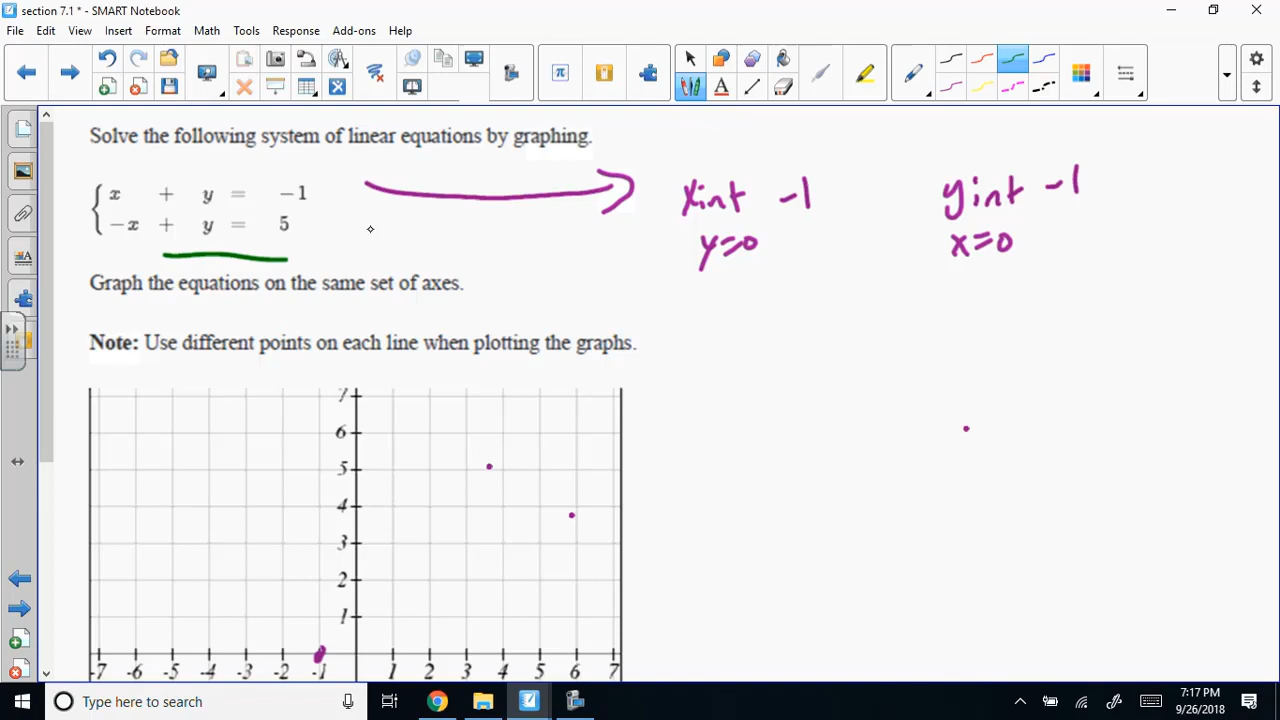 section 7.1 * - SMART Notebook
File Edit View Insert Format Math Tools Response Add-ons Help
Solve the following system of linear equations by graphing.
x + y = -1
-x + y = 5
xint -1
y=0
yint -1
x=0
Graph the equations on the same set of axes.
Note: Use different points on each line when plotting the graphs.
7
6
5
4
3
2
1
-7 -6 -5 -4 -3 -2 -1 1 2 3 4 5 6 7
Type here to search
7:17 PM
9/26/2018